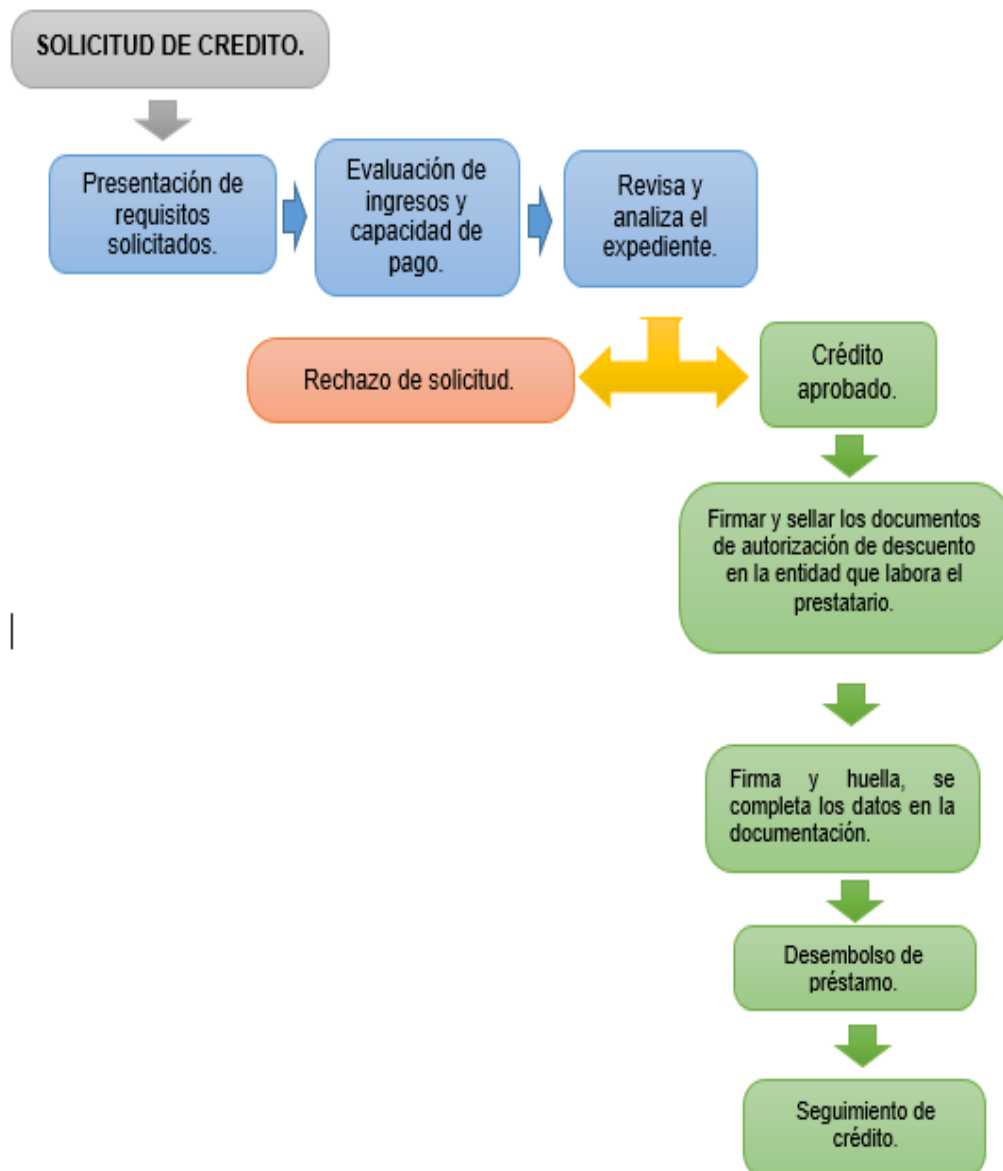 SOLICITUD DE CREDITO.
Presentación de
requisitos
solicitados.
Evaluación de
ingresos y
capacidad de
pago.
Revisa y
analiza el
expediente.
Rechazo de solicitud.
Crédito
aprobado.
Firmar y sellar los documentos
de autorización de descuento
en la entidad que labora el
prestatario.
Firma y huella, se
completa los datos en la
documentación.
Desembolso de
préstamo.
Seguimiento de
crédito.